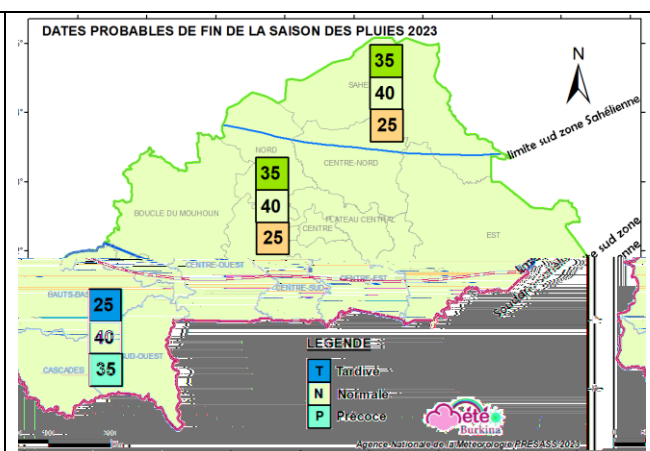 DATES PROBABLES DE FIN DE LA SAISON DES PLUIES 2023
35
SAHEL
40
N
25
limite sud zone Sahélienne
NORD
35
CENTRE-NORD
40
BOUCLE DU MOUHOUN
PLATEAU CENTRAL
CENTRE
25
EST
sud zone
CENTRE-OUEST
CENTRE-EST
CENTRE-SUD
HAUTS-BAS
25
40
SUD-OUEST
CASCADES
35
LEGENDE
T Tardive
N Normale
P Précoce
Météo
Burkina
Agence Nationale de la Météorologie/PRESASS 2023